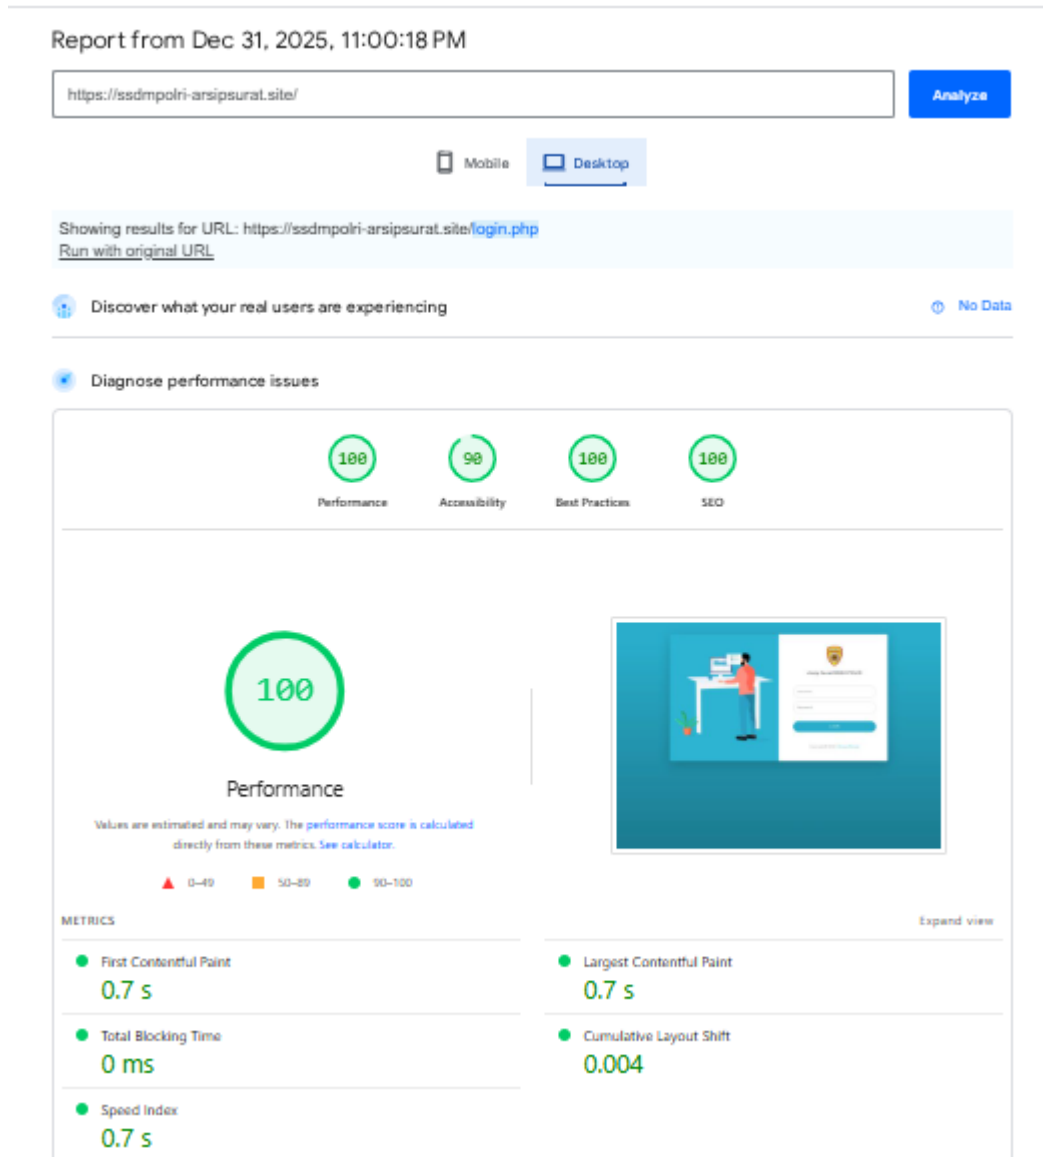 Report from Dec 31, 2025, 11:00:18 PM
https://ssdmpolri-arsipsurat.site/
Analyze
Mobile
Desktop
Showing results for URL: https://ssdmpolri-arsipsurat.site/login.php
Run with original URL
Discover what your real users are experiencing
No Data
Diagnose performance issues
100
90
100
100
Performance
Accessibility
Best Practices
SEO
100
Performance
Values are estimated and may vary. The performance score is calculated
directly from these metrics. See calculator.
0–49
50–89
90–100
METRICS
Expand view
First Contentful Paint
0.7 s
Largest Contentful Paint
0.7 s
Total Blocking Time
0 ms
Cumulative Layout Shift
0.004
Speed Index
0.7 s